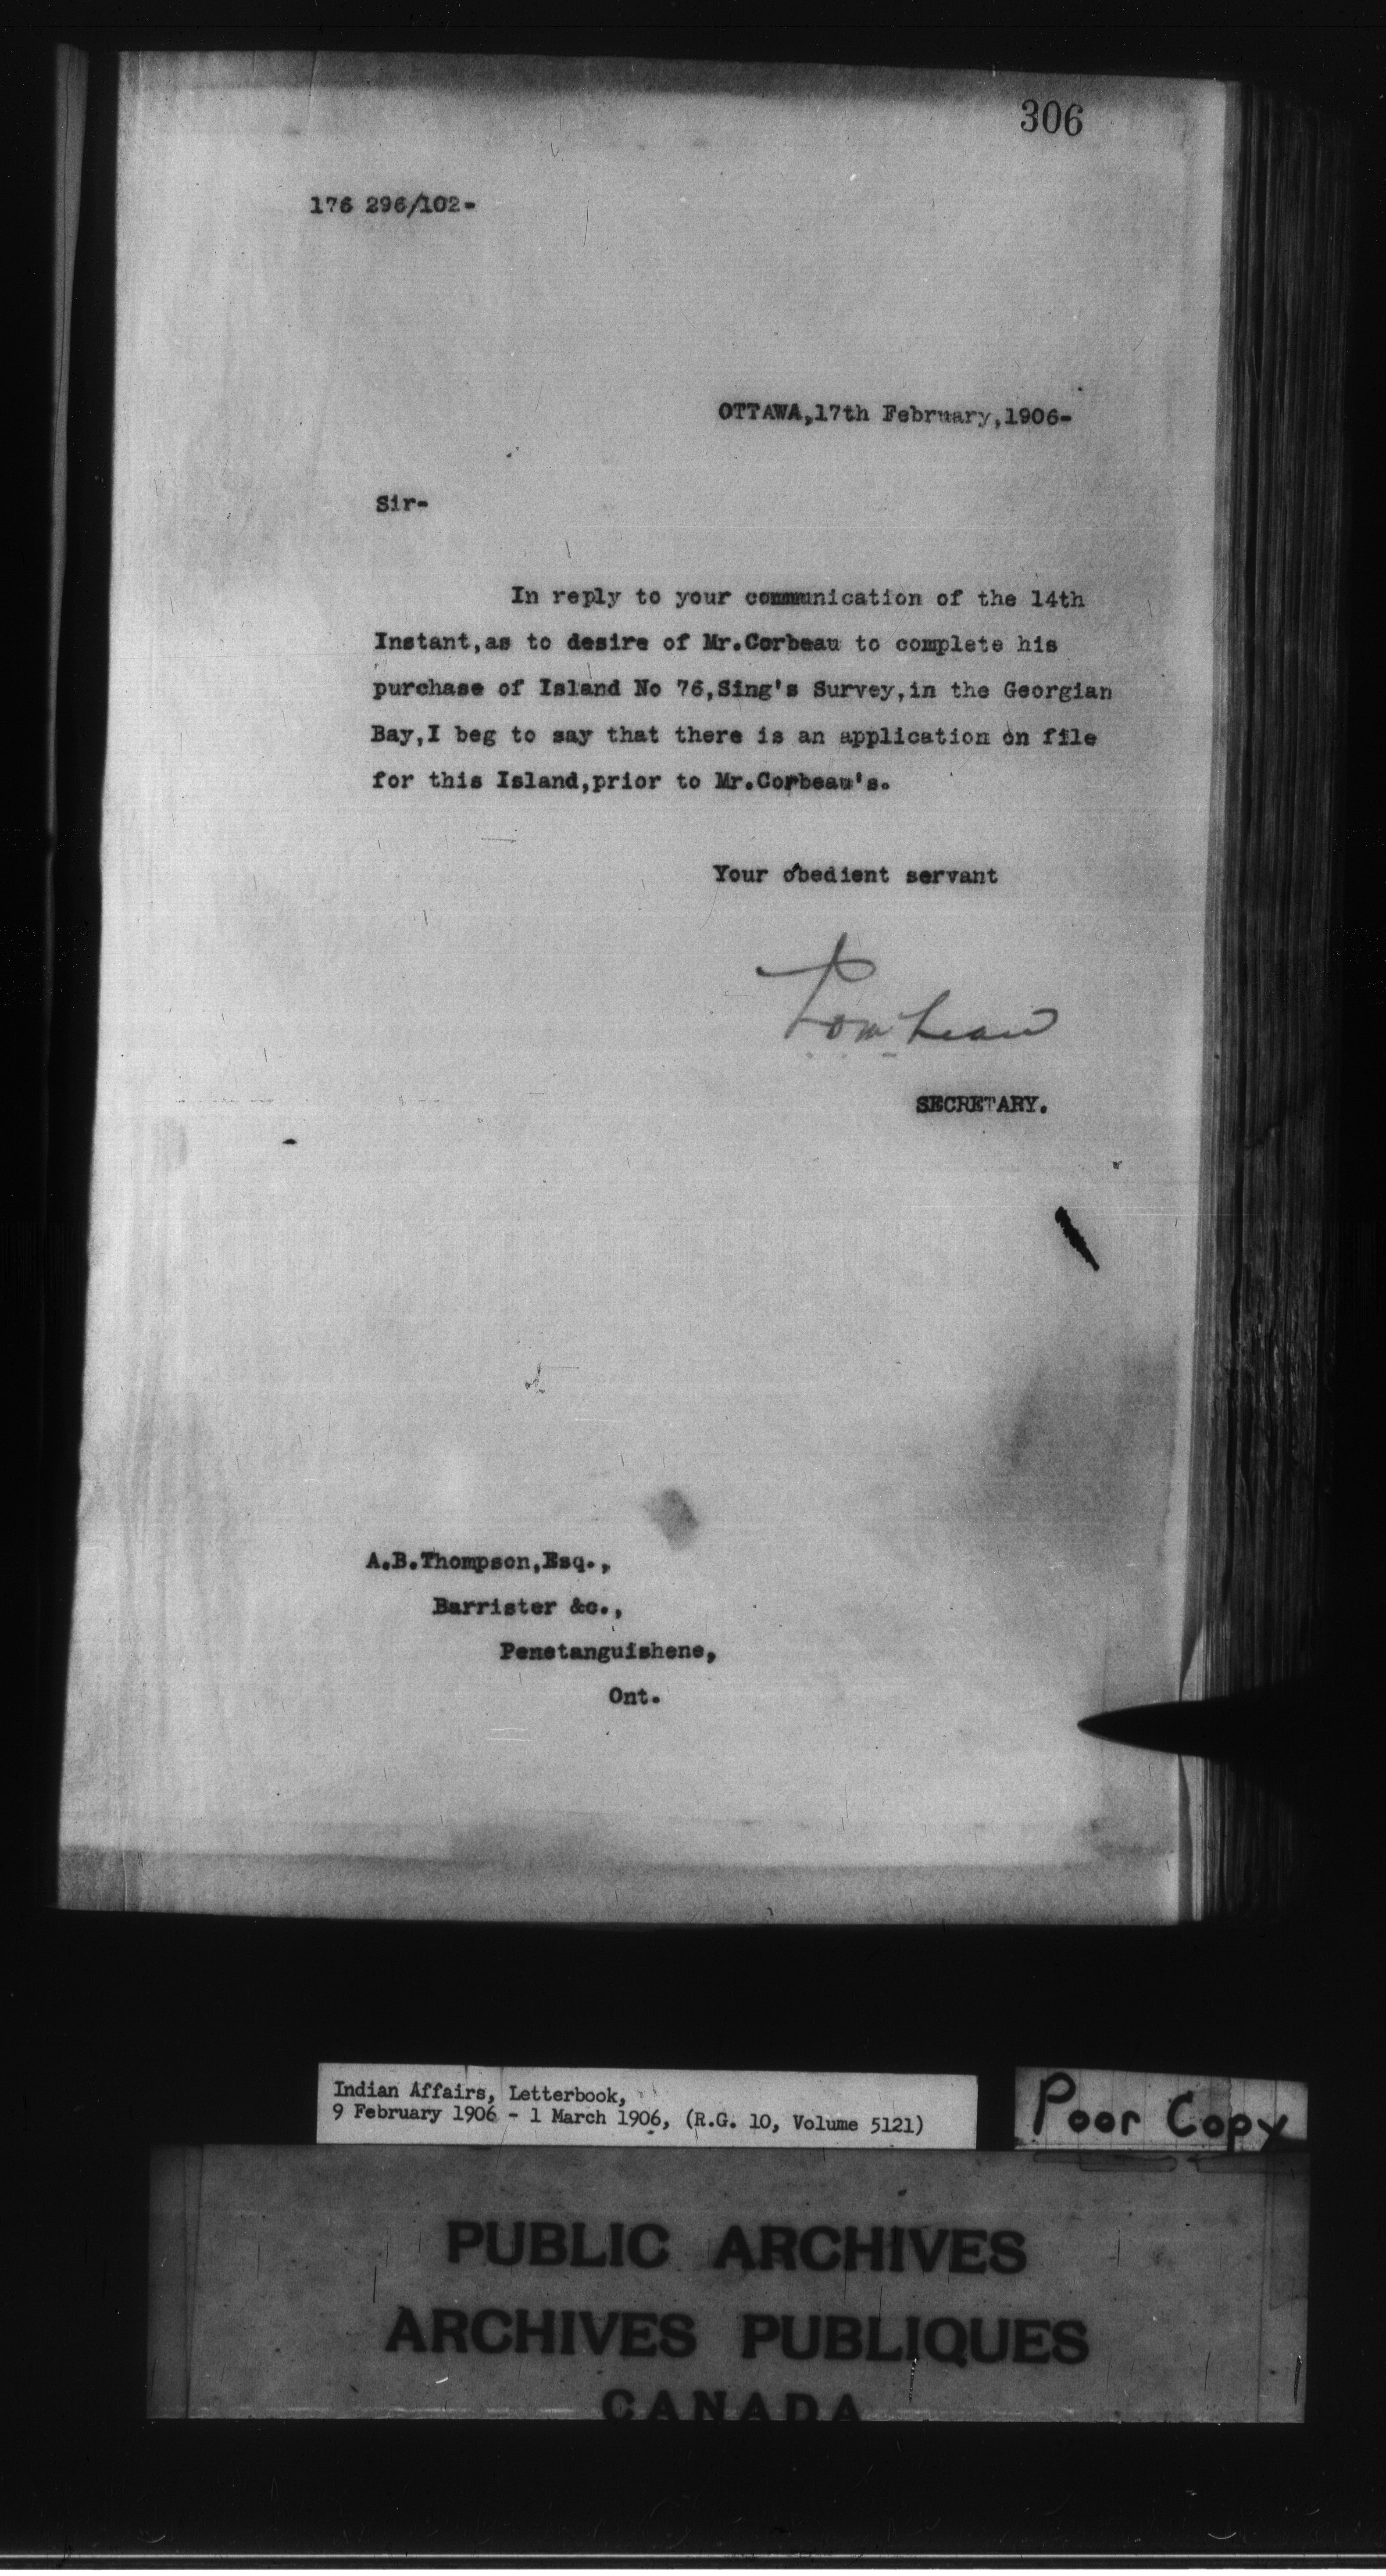 306
176 296/102-
OTTAWA,17th February,1906-
Sir-
In reply to your communication of the 14th
Instant,as to desire of Mr.Corbeau to complete his
purchase of Island No 76,Sing's Survey,in the Georgian
Bay,I beg to say that there is an application on file
for this Island,prior to Mr.Corbeau's.
Your obedient servant
SECRETARY.
A.B.Thompson,Esq.,
Barrister &c.,
Penetanguishene,
Ont.
Indian Affairs, Letterbook,
9 February 1906 - 1 March 1906, (R.G. 10, Volume 5121)
Poor Copy
PUBLIC ARCHIVES
ARCHIVES PUBLIQUES
CANADA